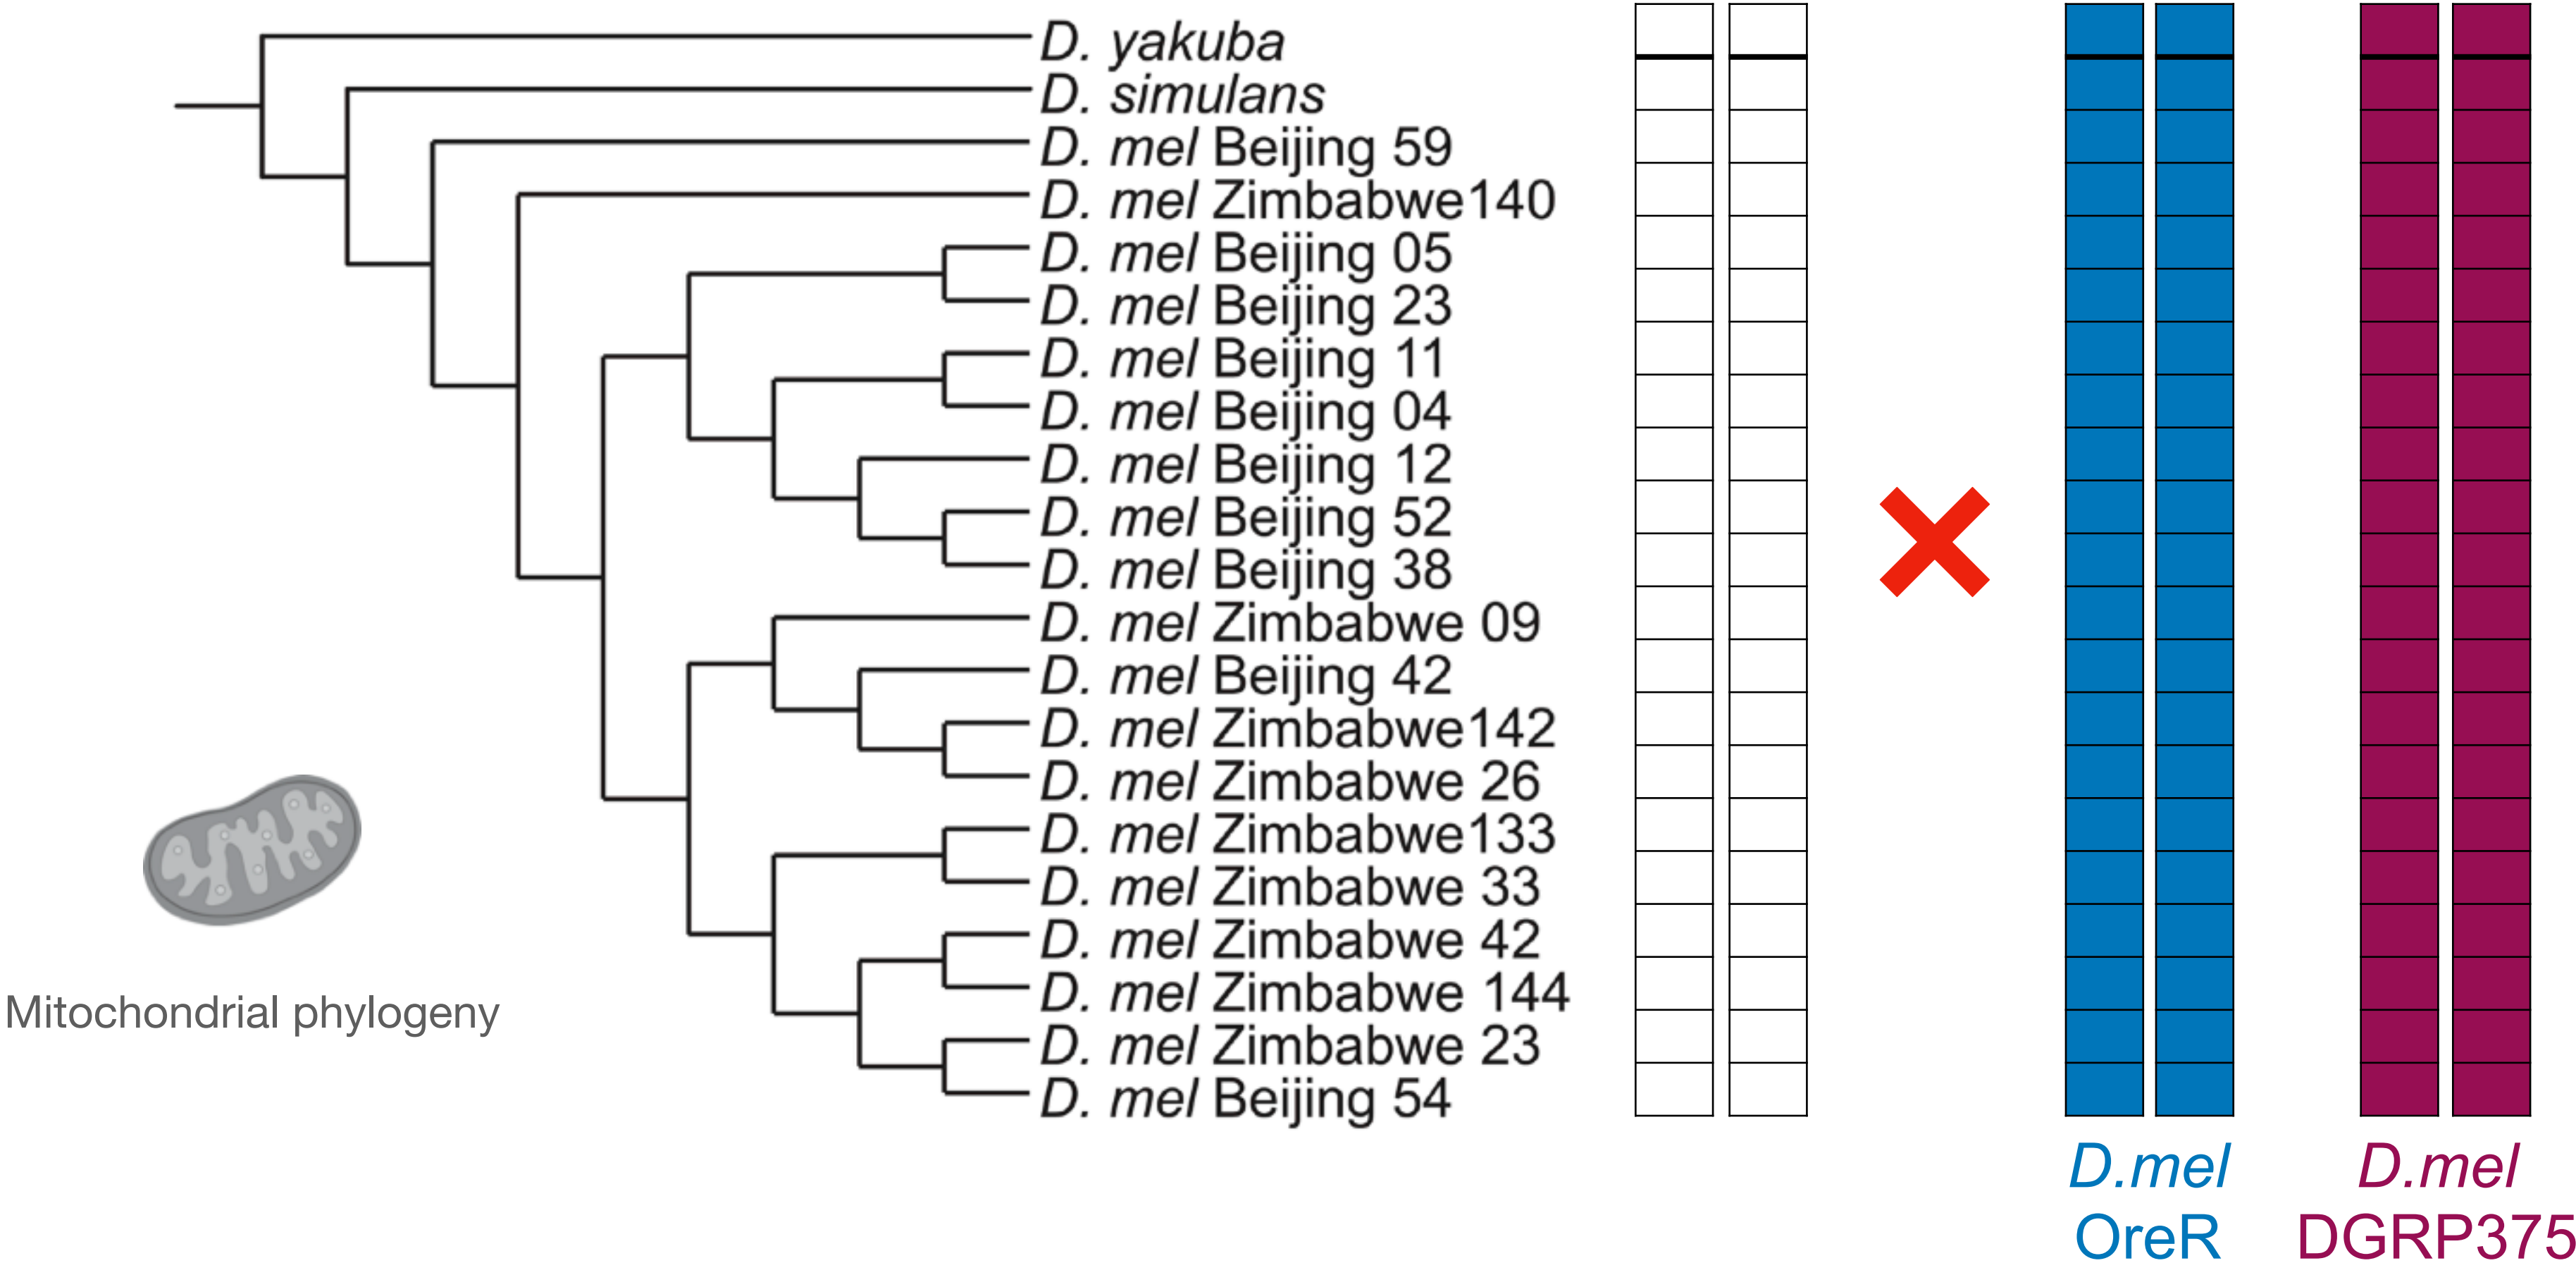 D. yakuba
D. simulans
D. mel Beijing 59
D. mel Zimbabwe140
D. mel Beijing 05
D. mel Beijing 23
D. mel Beijing 11
D. mel Beijing 04
D. mel Beijing 12
D. mel Beijing 52
D. mel Beijing 38
D. mel Zimbabwe 09
D. mel Beijing 42
D. mel Zimbabwe142
D. mel Zimbabwe 26
D. mel Zimbabwe133
D. mel Zimbabwe 33
D. mel Zimbabwe 42
D. mel Zimbabwe 144
D. mel Zimbabwe 23
D. mel Beijing 54
Mitochondrial phylogeny
D.mel
OreR
D.mel
DGRP375